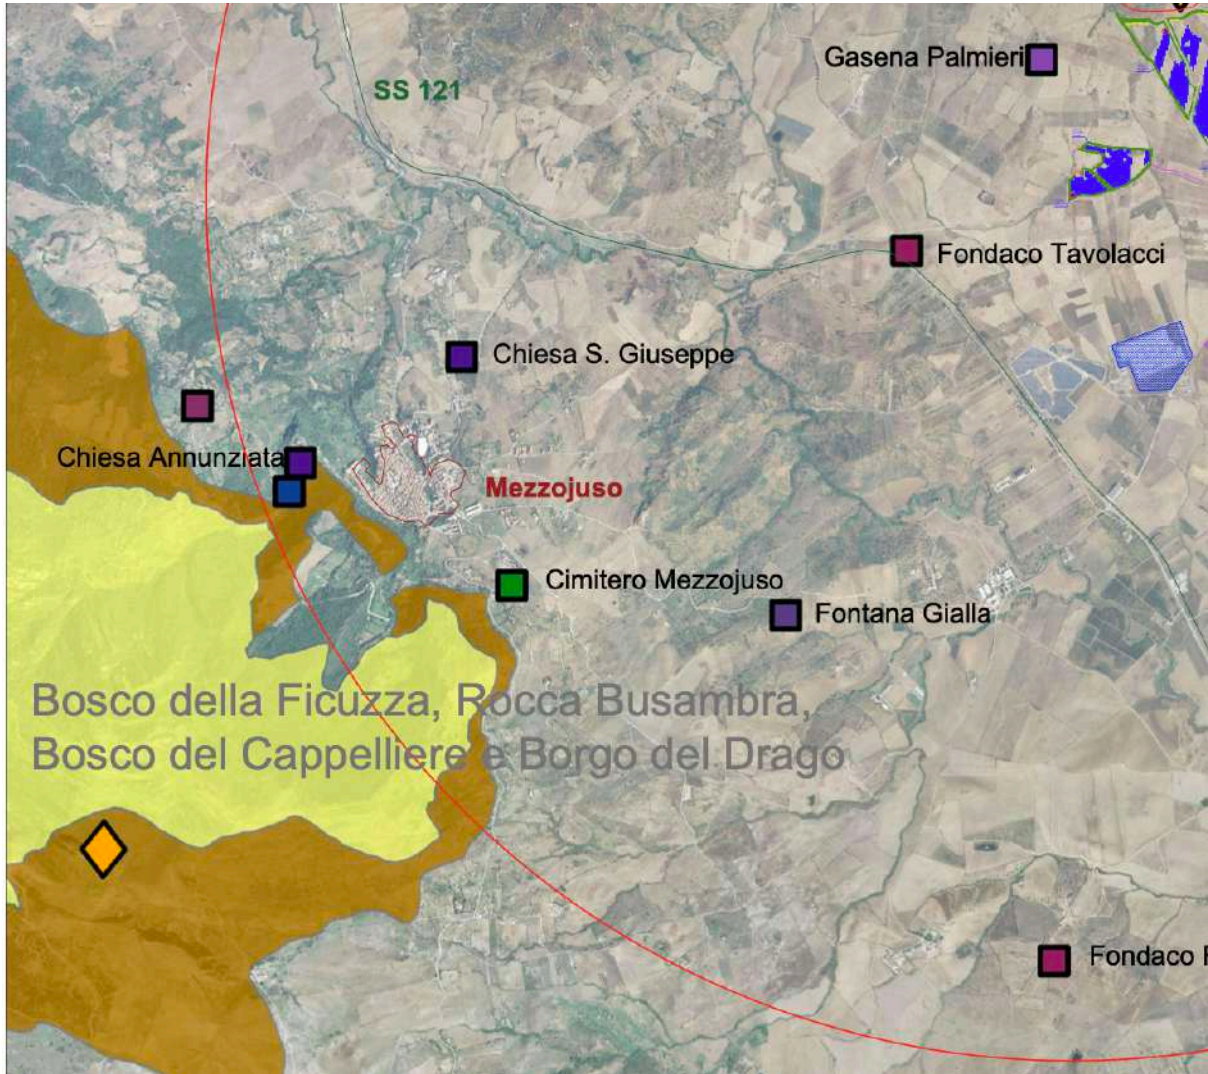 Gasena Palmieri
SS 121
Fondaco Tavolacci
Chiesa S. Giuseppe
Chiesa Annunziata
Mezzojuso
Cimitero Mezzojuso
Fontana Gialla
Bosco della Ficuzza, Rocca Busambra,
Bosco del Cappelliere e Borgo del Drago
Fondaco